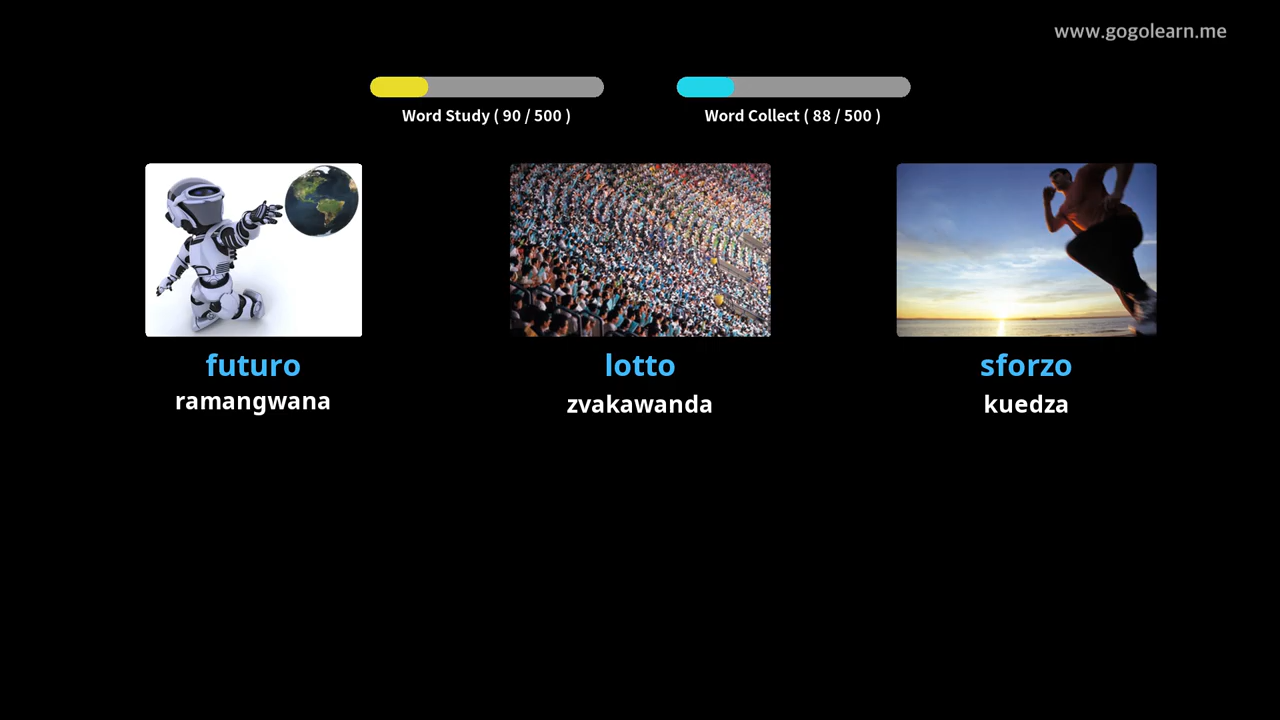 www.gogolearn.me
Word Study ( 90 / 500 )
Word Collect ( 88 / 500 )
futuro
ramangwana
lotto
zvakawanda
sforzo
kuedza